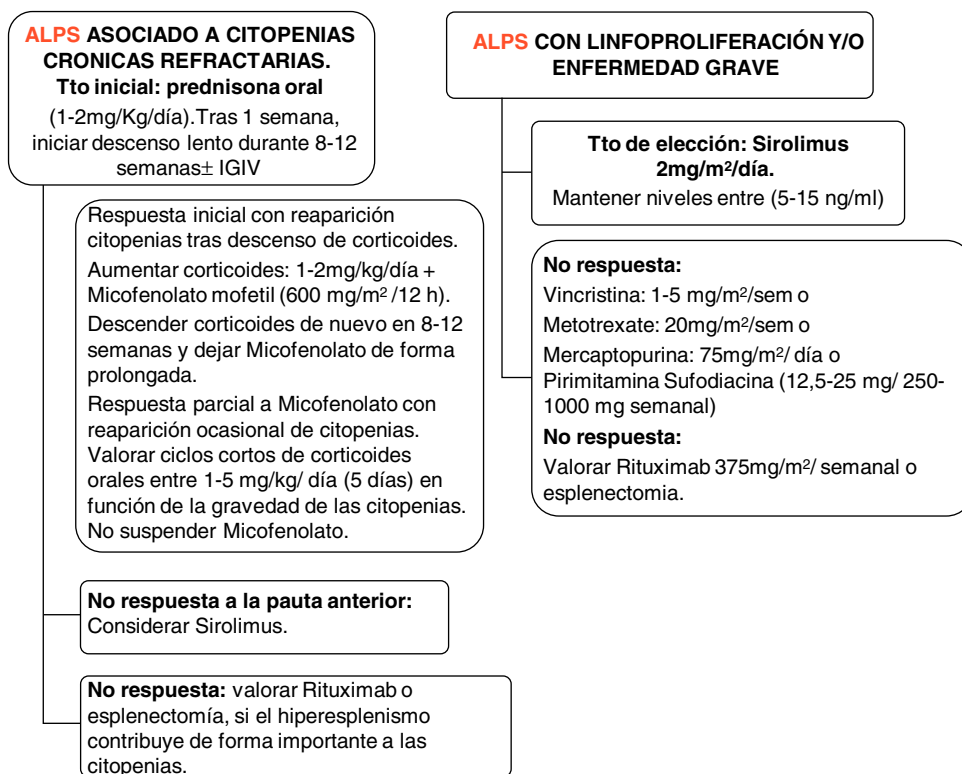 ALPS ASOCIADO A CITOPENIAS
CRONICAS REFRACTARIAS.
Tto inicial: prednisona oral
(1-2mg/Kg/día).Tras 1 semana,
iniciar descenso lento durante 8-12
semanas± IGIV
Respuesta inicial con reaparición
citopenias tras descenso de corticoides.
Aumentar corticoides: 1-2mg/kg/día +
Micofenolato mofetil (600 mg/m² /12 h).
Descender corticoides de nuevo en 8-12
semanas y dejar Micofenolato de forma
prolongada.
Respuesta parcial a Micofenolato con
reaparición ocasional de citopenias.
Valorar ciclos cortos de corticoides
orales entre 1-5 mg/kg/ día (5 días) en
función de la gravedad de las citopenias.
No suspender Micofenolato.
No respuesta a la pauta anterior:
Considerar Sirolimus.
No respuesta: valorar Rituximab o
esplenectomía, si el hiperesplenismo
contribuye de forma importante a las
citopenias.
ALPS CON LINFOPROLIFERACIÓN Y/O
ENFERMEDAD GRAVE
Tto de elección: Sirolimus
2mg/m²/día.
Mantener niveles entre (5-15 ng/ml)
No respuesta:
Vincristina: 1-5 mg/m²/sem o
Metotrexate: 20mg/m²/sem o
Mercaptopurina: 75mg/m²/ día o
Pirimitamina Sufodiacina (12,5-25 mg/ 250-
1000 mg semanal)
No respuesta:
Valorar Rituximab 375mg/m²/ semanal o
esplenectomia.